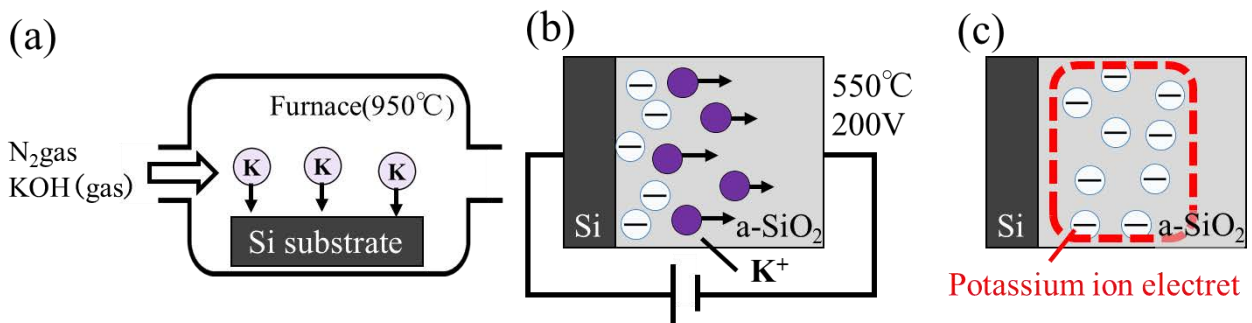 (a)
Furnace(950℃)
N₂gas
KOH(gas)
K
K
K
Si substrate
(b)
550℃
200V
Si
a-SiO₂
K⁺
(c)
Si
a-SiO₂
Potassium ion electret